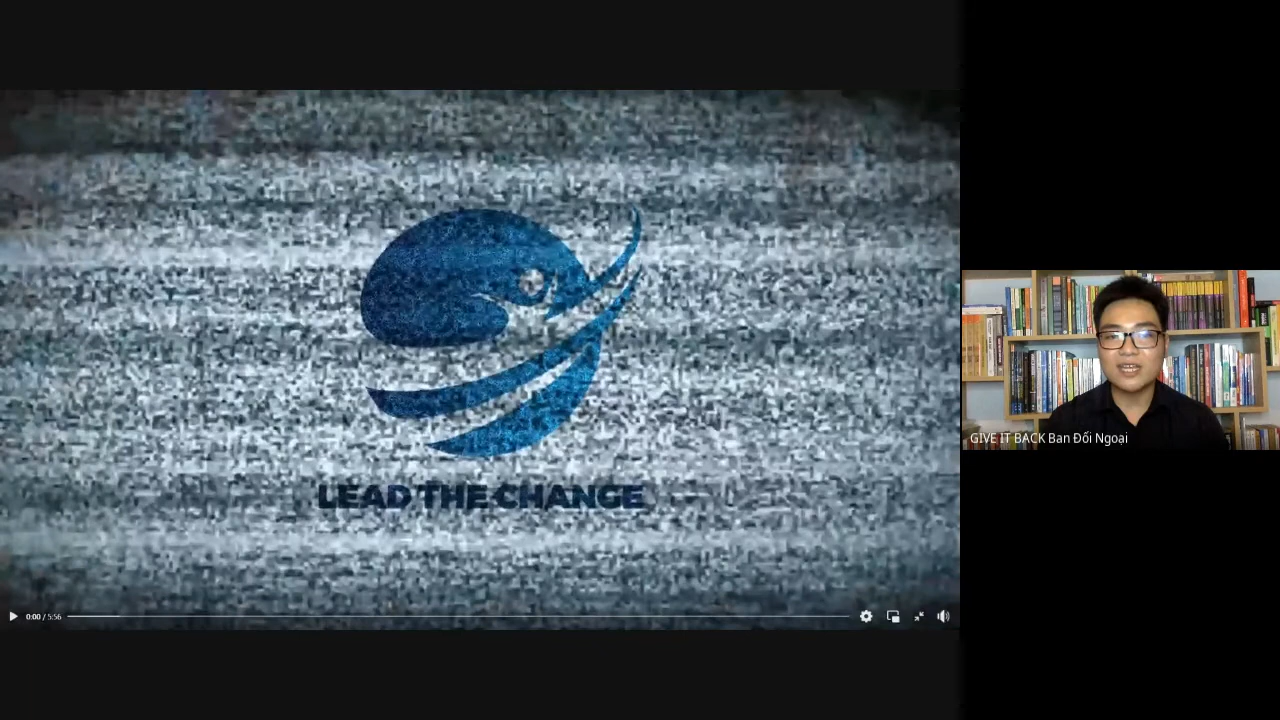 LEAD THE CHANGE
0:00 / 5:56
GIVE IT BACK Ban Đối Ngoại